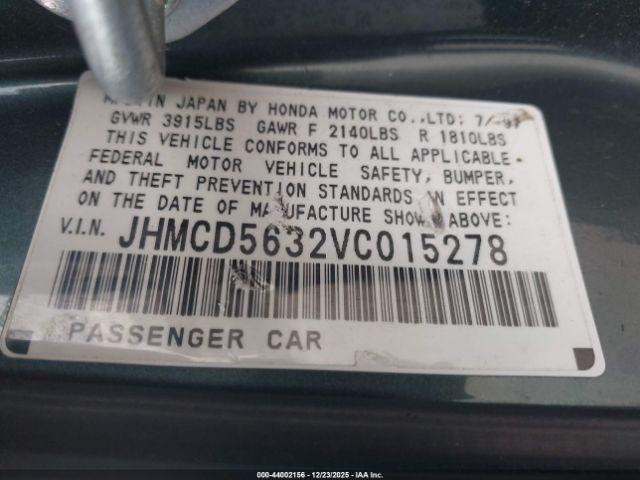 IN JAPAN BY HONDA MOTOR CO.,LTD: 7/
GVWR 3915LBS GAWR F 2140LBS R 1810LBS
THIS VEHICLE CONFORMS TO ALL APPLICABLE
FEDERAL MOTOR VEHICLE SAFETY, BUMPER,
AND THEFT PREVENTION STANDARDS IN EFFECT
ON THE DATE OF MANUFACTURE SHOWN ABOVE:
V.I.N. JHMCD5632VC015278
PASSENGER CAR
000-44002156 | 12/23/2025 | IAA Inc.